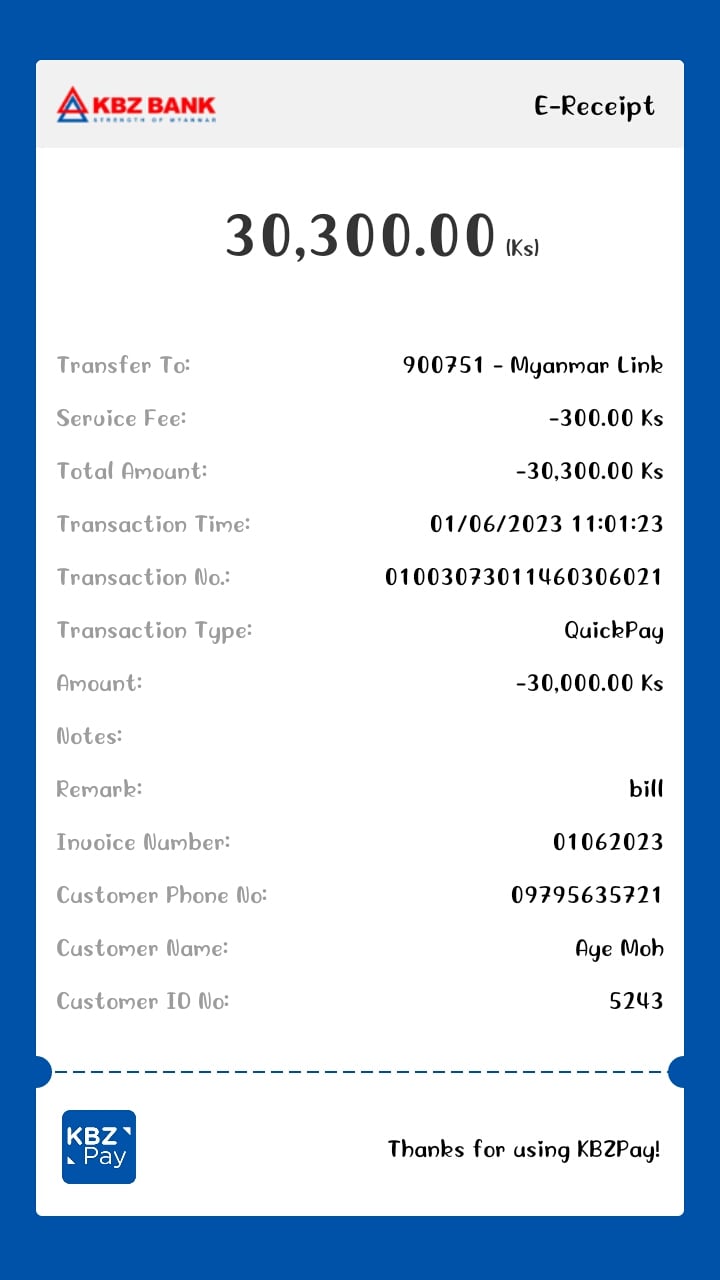 KBZ BANK
STRENGTH OF MYANMAR
E-Receipt
30,300.00 (Ks)
Transfer To: 900751 - Myanmar Link
Service Fee: -300.00 Ks
Total Amount: -30,300.00 Ks
Transaction Time: 01/06/2023 11:01:23
Transaction No.: 01003073011460306021
Transaction Type: QuickPay
Amount: -30,000.00 Ks
Notes:
Remark: bill
Invoice Number: 01062023
Customer Phone No: 09795635721
Customer Name: Aye Moh
Customer ID No: 5243
KBZ
Pay
Thanks for using KBZPay!